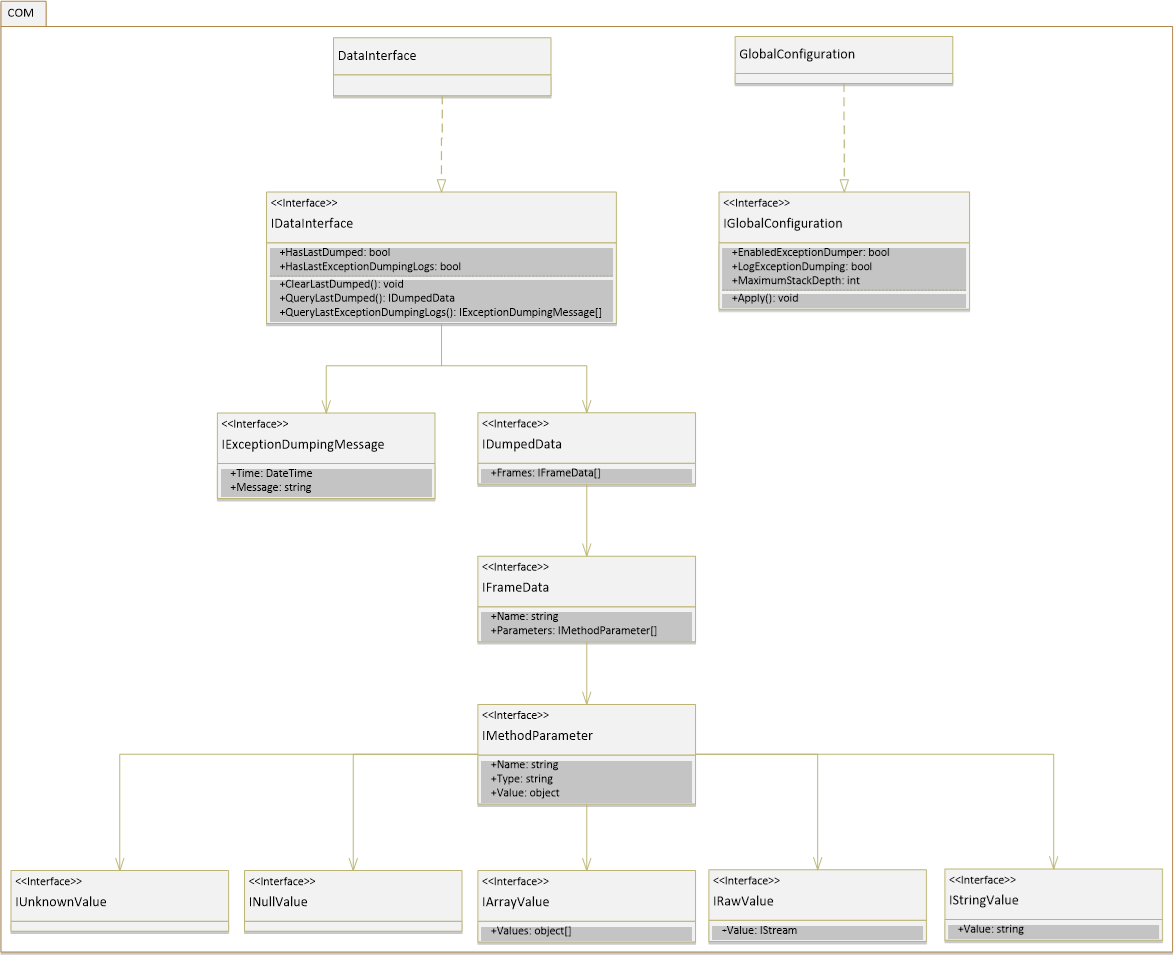 COM
DataInterface
GlobalConfiguration
<<Interface>>
IDataInterface
+HasLastDumped: bool
+HasLastExceptionDumpingLogs: bool
+ClearLastDumped(): void
+QueryLastDumped(): IDumpedData
+QueryLastExceptionDumpingLogs(): IExceptionDumpingMessage[]
<<Interface>>
IGlobalConfiguration
+EnabledExceptionDumper: bool
+LogExceptionDumping: bool
+MaximumStackDepth: int
+Apply(): void
<<Interface>>
IExceptionDumpingMessage
+Time: DateTime
+Message: string
<<Interface>>
IDumpedData
+Frames: IFrameData[]
<<Interface>>
IFrameData
+Name: string
+Parameters: IMethodParameter[]
<<Interface>>
IMethodParameter
+Name: string
+Type: string
+Value: object
<<Interface>>
IUnknownValue
<<Interface>>
INullValue
<<Interface>>
IArrayValue
+Values: object[]
<<Interface>>
IRawValue
+Value: IStream
<<Interface>>
IStringValue
+Value: string